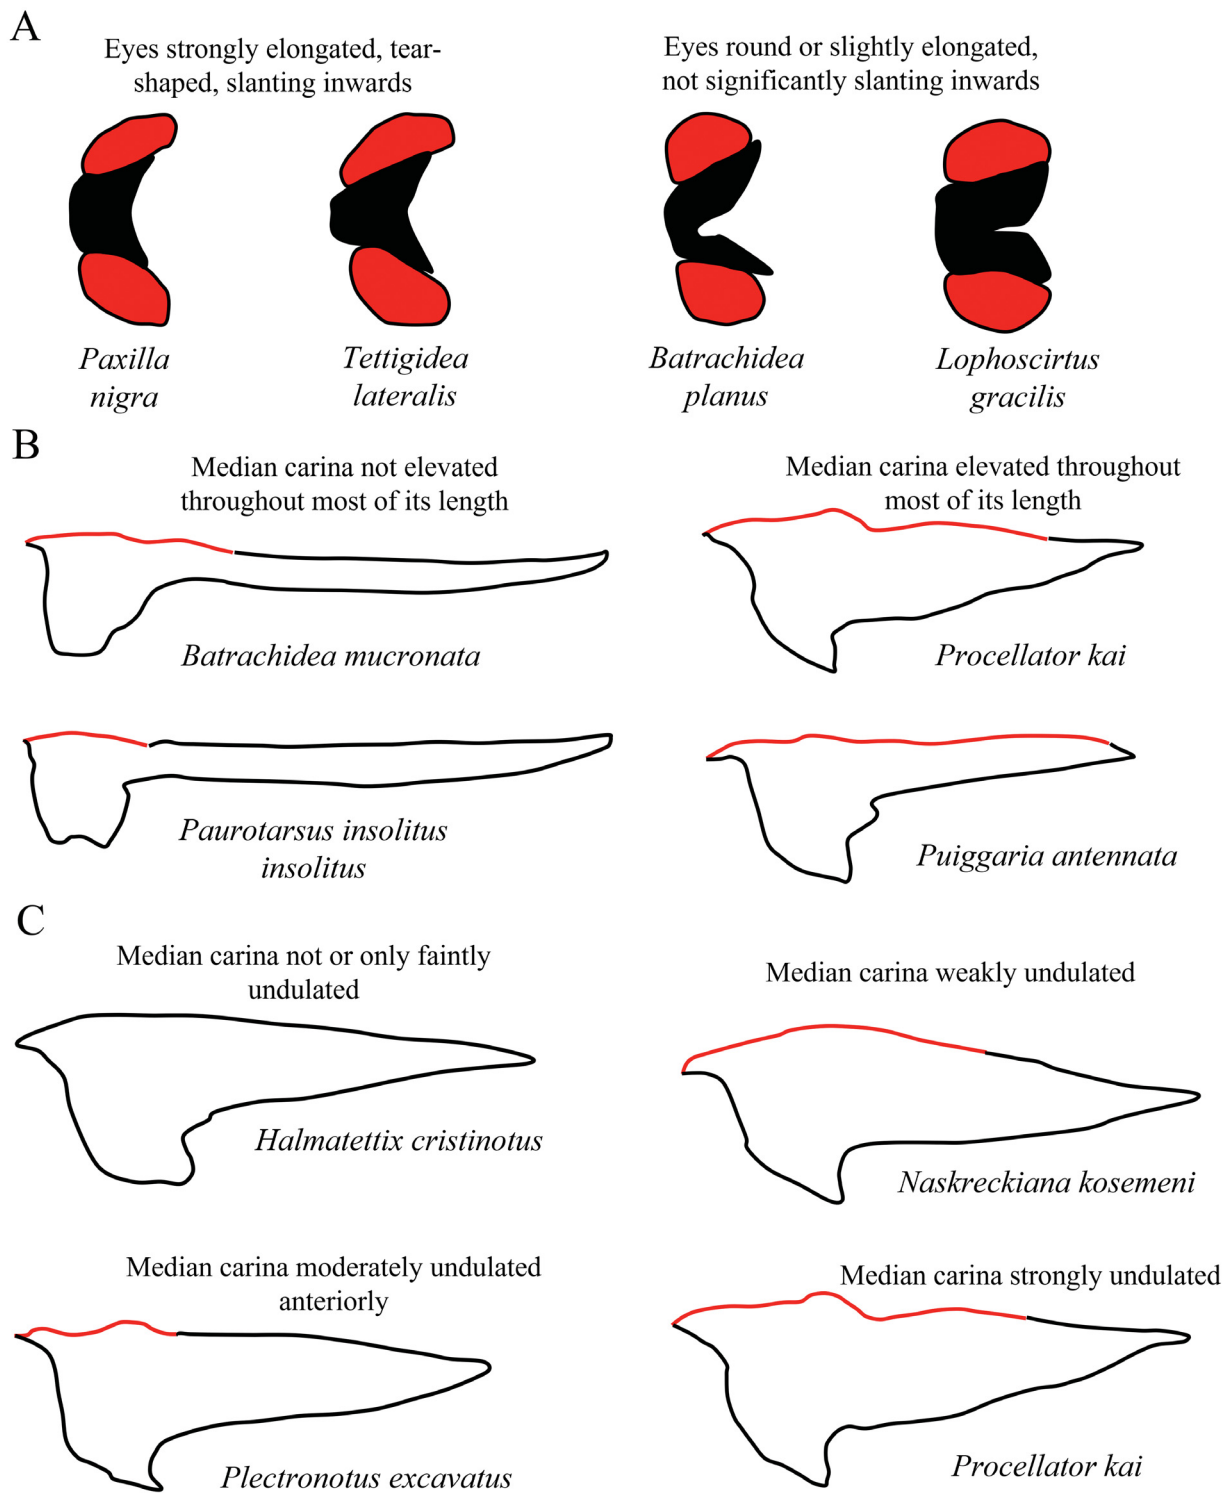 A
Eyes strongly elongated, tear-
shaped, slanting inwards
Eyes round or slightly elongated,
not significantly slanting inwards
Paxilla
nigra
Tettigidea
lateralis
Batrachidea
planus
Lophoscirtus
gracilis
B
Median carina not elevated
throughout most of its length
Median carina elevated throughout
most of its length
Batrachidea mucronata
Procellator kai
Paurotarsus insolitus
insolitus
Puiggaria antennata
C
Median carina not or only faintly
undulated
Median carina weakly undulated
Halmatettix cristinotus
Naskreckiana kosemeni
Median carina moderately undulated
anteriorly
Median carina strongly undulated
Plectronotus excavatus
Procellator kai